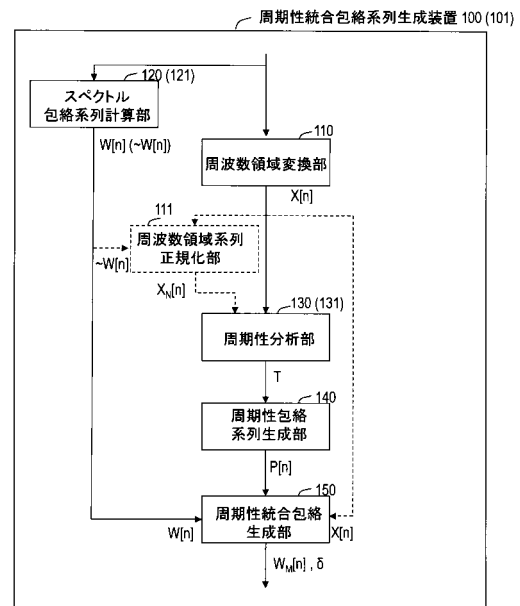 周期性統合包絡系列生成装置 100 (101)
120 (121)
スペクトル
包絡系列計算部
W[n] (~W[n])
110
周波数領域変換部
X[n]
111
周波数領域系列
正規化部
~W[n]
X_N[n]
130 (131)
周期性分析部
T
140
周期性包絡
系列生成部
P[n]
150
周期性統合包絡
生成部
W[n]
X[n]
W_M[n] , δ